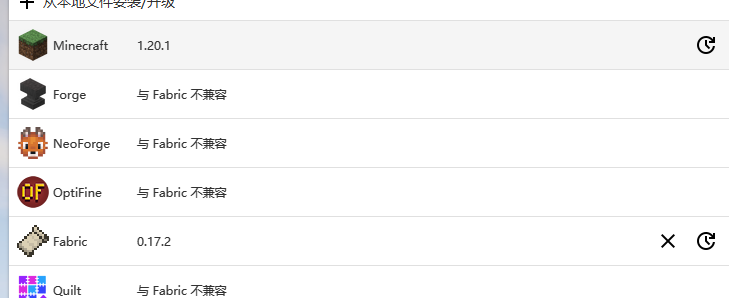 从本地文件安装/升级
Minecraft 1.20.1
Forge 与 Fabric 不兼容
NeoForge 与 Fabric 不兼容
OptiFine 与 Fabric 不兼容
Fabric 0.17.2
Quilt 与 Fabric 不兼容